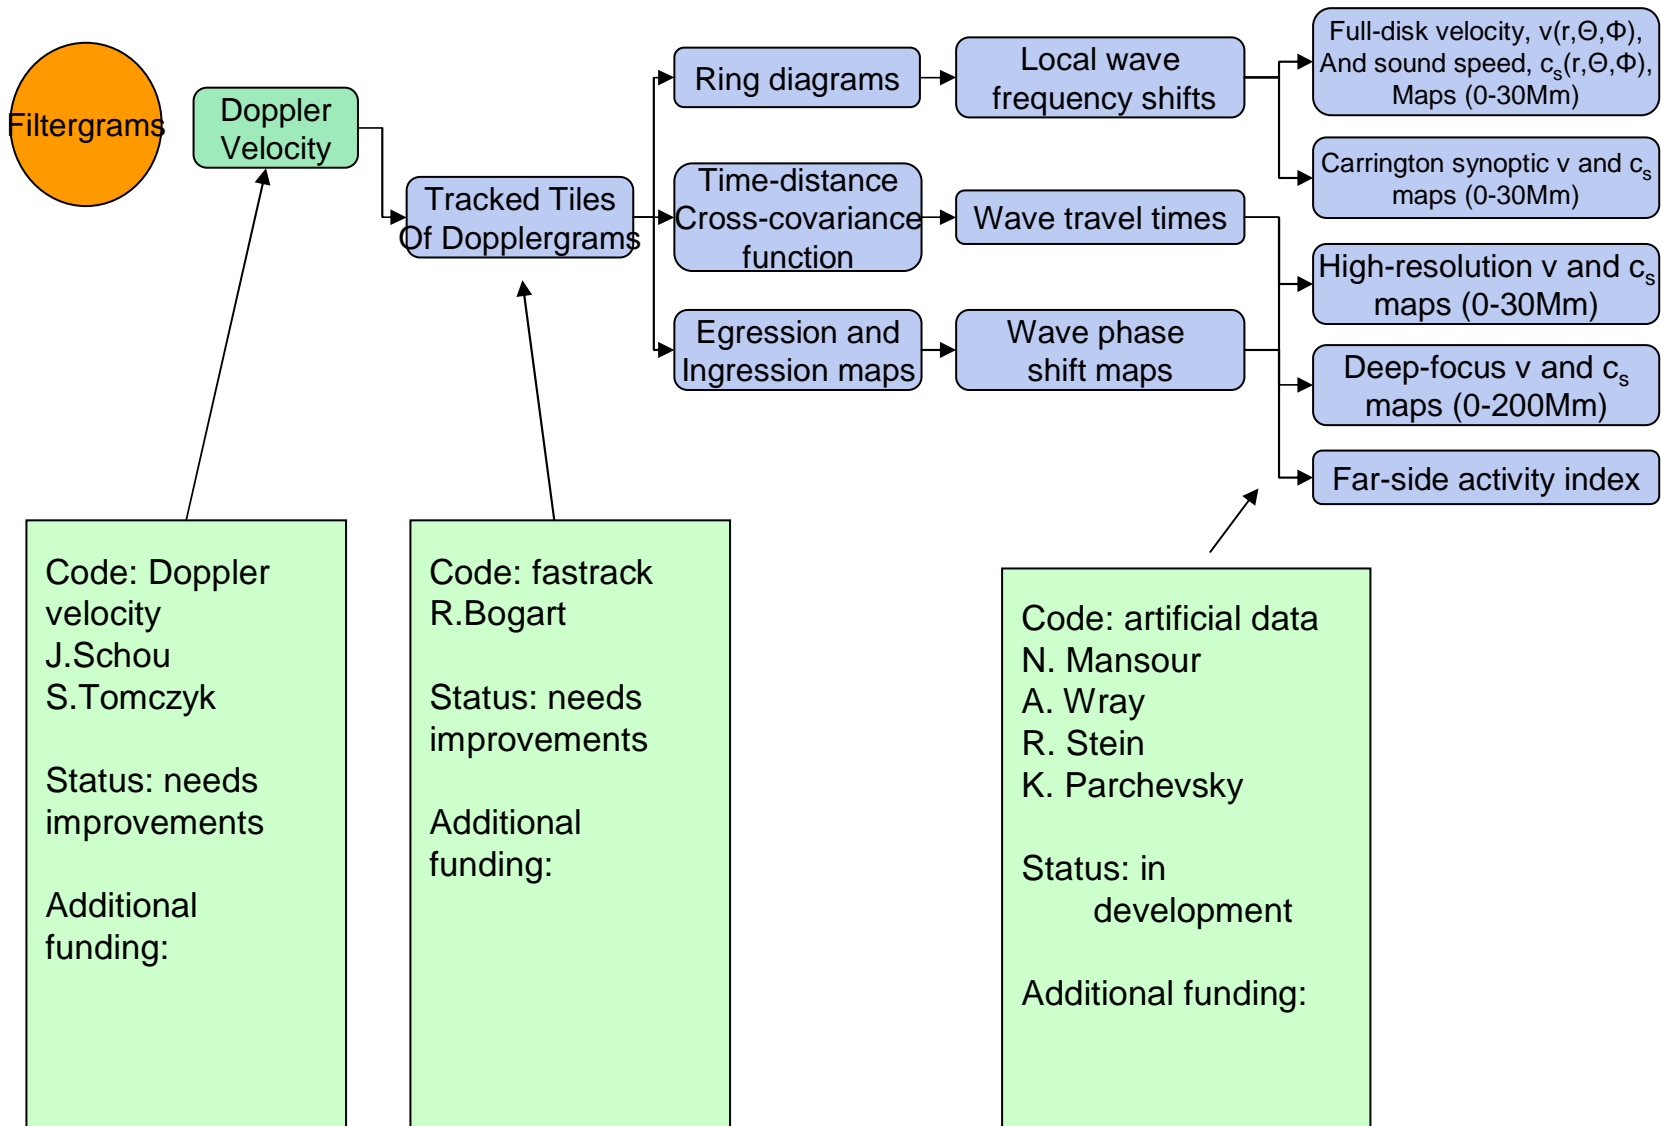 Filtergrams
Doppler
Velocity
Tracked Tiles
Of Dopplergrams
Ring diagrams
Time-distance
Cross-covariance
function
Egression and
Ingression maps
Local wave
frequency shifts
Wave travel times
Wave phase
shift maps
Full-disk velocity, v(r,Θ,Φ),
And sound speed, cs(r,Θ,Φ),
Maps (0-30Mm)
Carrington synoptic v and cs
maps (0-30Mm)
High-resolution v and cs
maps (0-30Mm)
Deep-focus v and cs
maps (0-200Mm)
Far-side activity index
Code: Doppler
velocity
J.Schou
S.Tomczyk
Status: needs
improvements
Additional
funding:
Code: fastrack
R.Bogart
Status: needs
improvements
Additional
funding:
Code: artificial data
N. Mansour
A. Wray
R. Stein
K. Parchevsky
Status: in
development
Additional funding: